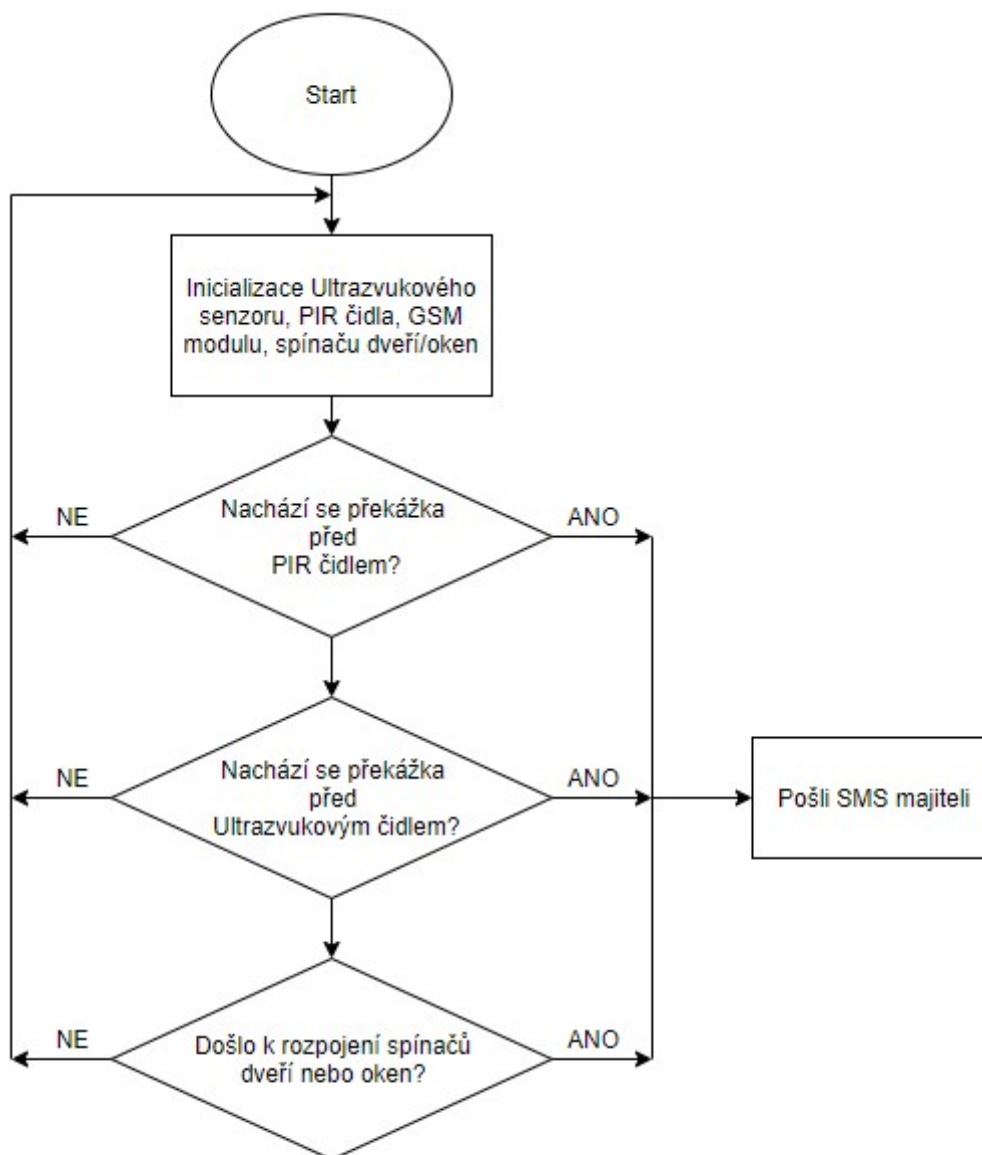 Start
Inicializace Ultrazvukového
senzoru, PIR čidla, GSM
modulu, spínaču dveří/oken
NE
Nachází se překážka
před
PIR čidlem?
ANO
NE
Nachází se překážka
před
Ultrazvukovým čidlem?
ANO
Pošli SMS majiteli
NE
Došlo k rozpojení spínačů
dveří nebo oken?
ANO